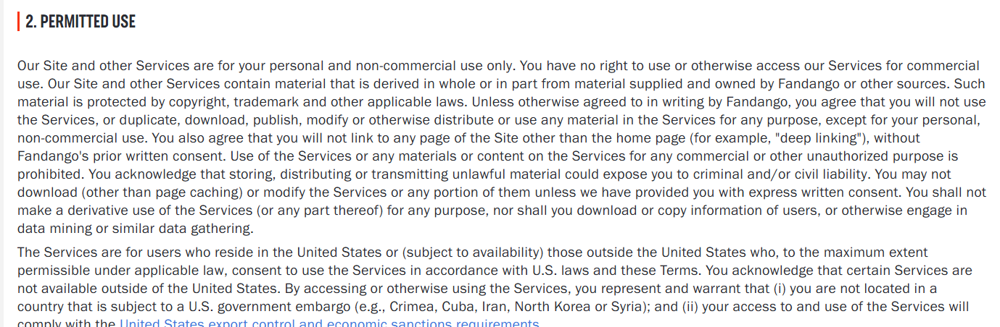 2. PERMITTED USE
Our Site and other Services are for your personal and non-commercial use only. You have no right to use or otherwise access our Services for commercial
use. Our Site and other Services contain material that is derived in whole or in part from material supplied and owned by Fandango or other sources. Such
material is protected by copyright, trademark and other applicable laws. Unless otherwise agreed to in writing by Fandango, you agree that you will not use
the Services, or duplicate, download, publish, modify or otherwise distribute or use any material in the Services for any purpose, except for your personal,
non-commercial use. You also agree that you will not link to any page of the Site other than the home page (for example, "deep linking"), without
Fandango's prior written consent. Use of the Services or any materials or content on the Services for any commercial or other unauthorized purpose is
prohibited. You acknowledge that storing, distributing or transmitting unlawful material could expose you to criminal and/or civil liability. You may not
download (other than page caching) or modify the Services or any portion of them unless we have provided you with express written consent. You shall not
make a derivative use of the Services (or any part thereof) for any purpose, nor shall you download or copy information of users, or otherwise engage in
data mining or similar data gathering.
The Services are for users who reside in the United States or (subject to availability) those outside the United States who, to the maximum extent
permissible under applicable law, consent to use the Services in accordance with U.S. laws and these Terms. You acknowledge that certain Services are
not available outside of the United States. By accessing or otherwise using the Services, you represent and warrant that (i) you are not located in a
country that is subject to a U.S. government embargo (e.g., Crimea, Cuba, Iran, North Korea or Syria); and (ii) your access to and use of the Services will
comply with the United States export control and economic sanctions requirements